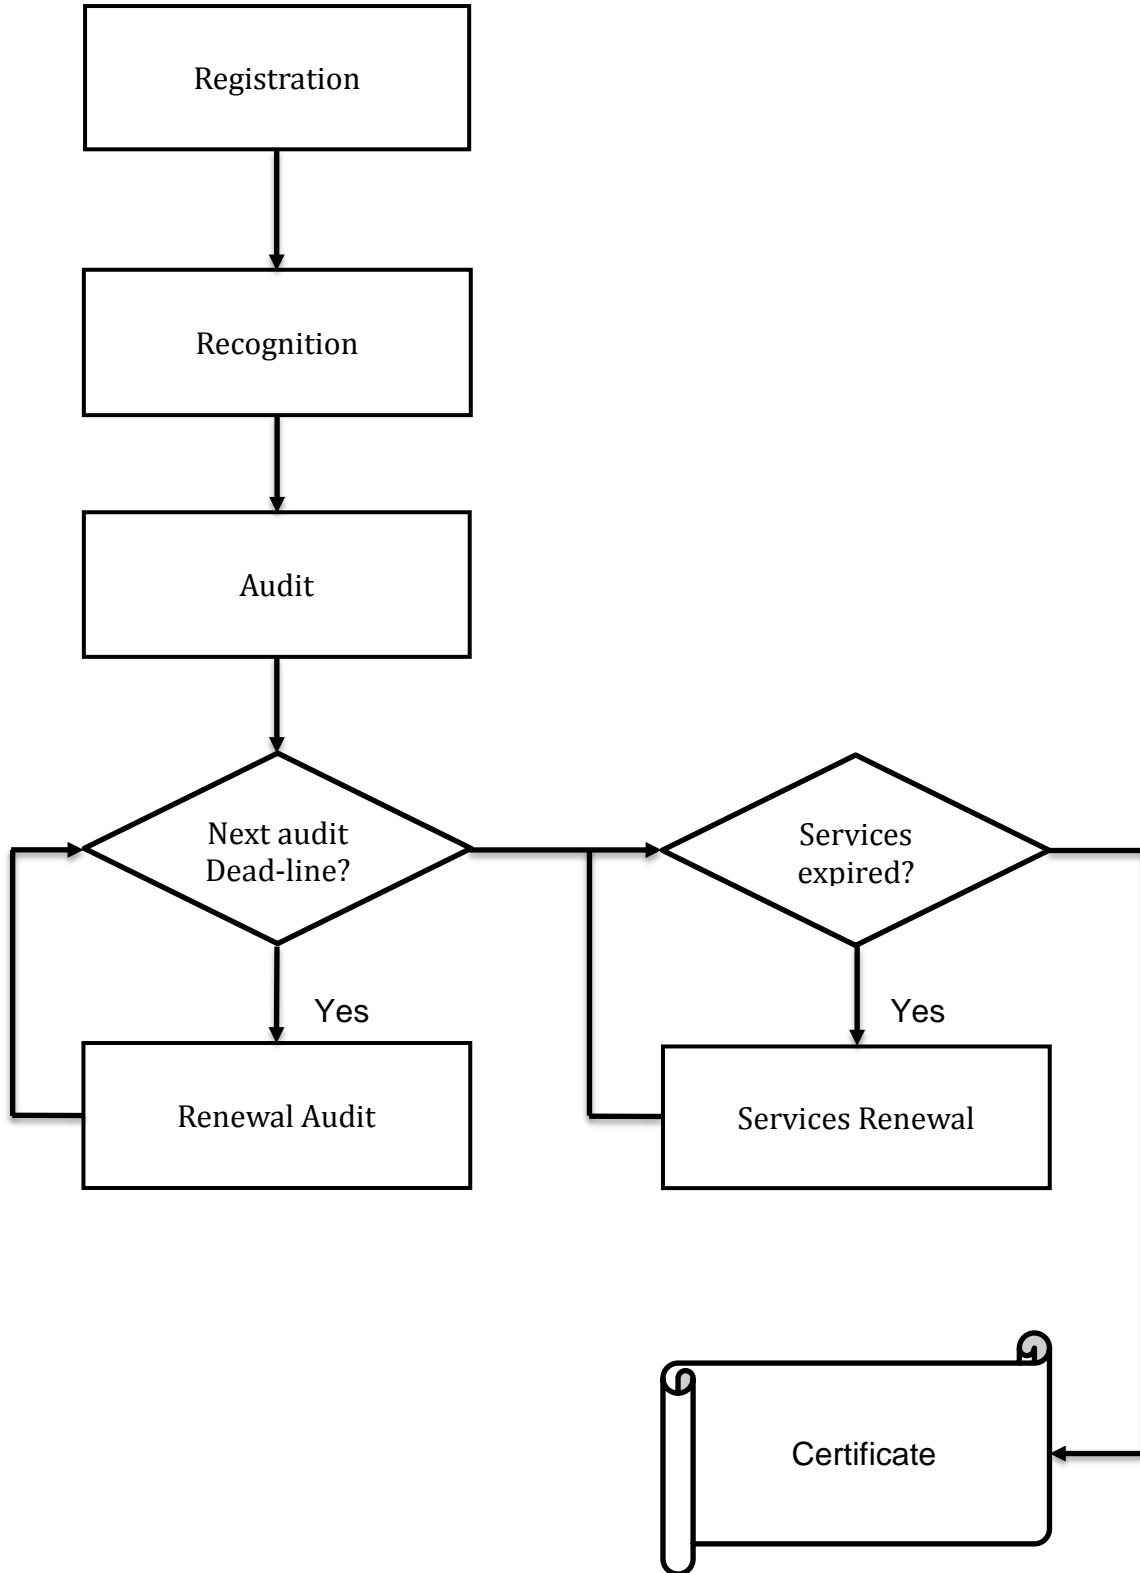 Registration
Recognition
Audit
Next audit
Dead-line?
Services
expired?
Yes
Yes
Renewal Audit
Services Renewal
Certificate